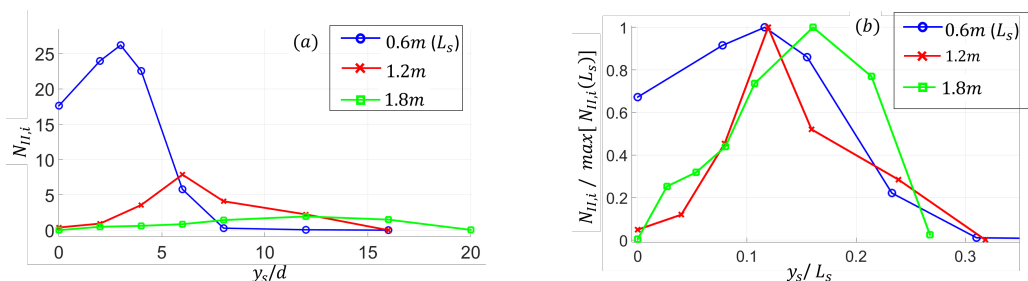 (a)
0.6m (L_s)
1.2m
1.8m
N_{II,i}
25
20
15
10
5
0
0 5 10 15 20
y_s/d
(b)
0.6m (L_s)
1.2m
1.8m
N_{II,i} / max[ N_{II,i}(L_s)]
1
0.8
0.6
0.4
0.2
0
0 0.1 0.2 0.3
y_s/ L_s